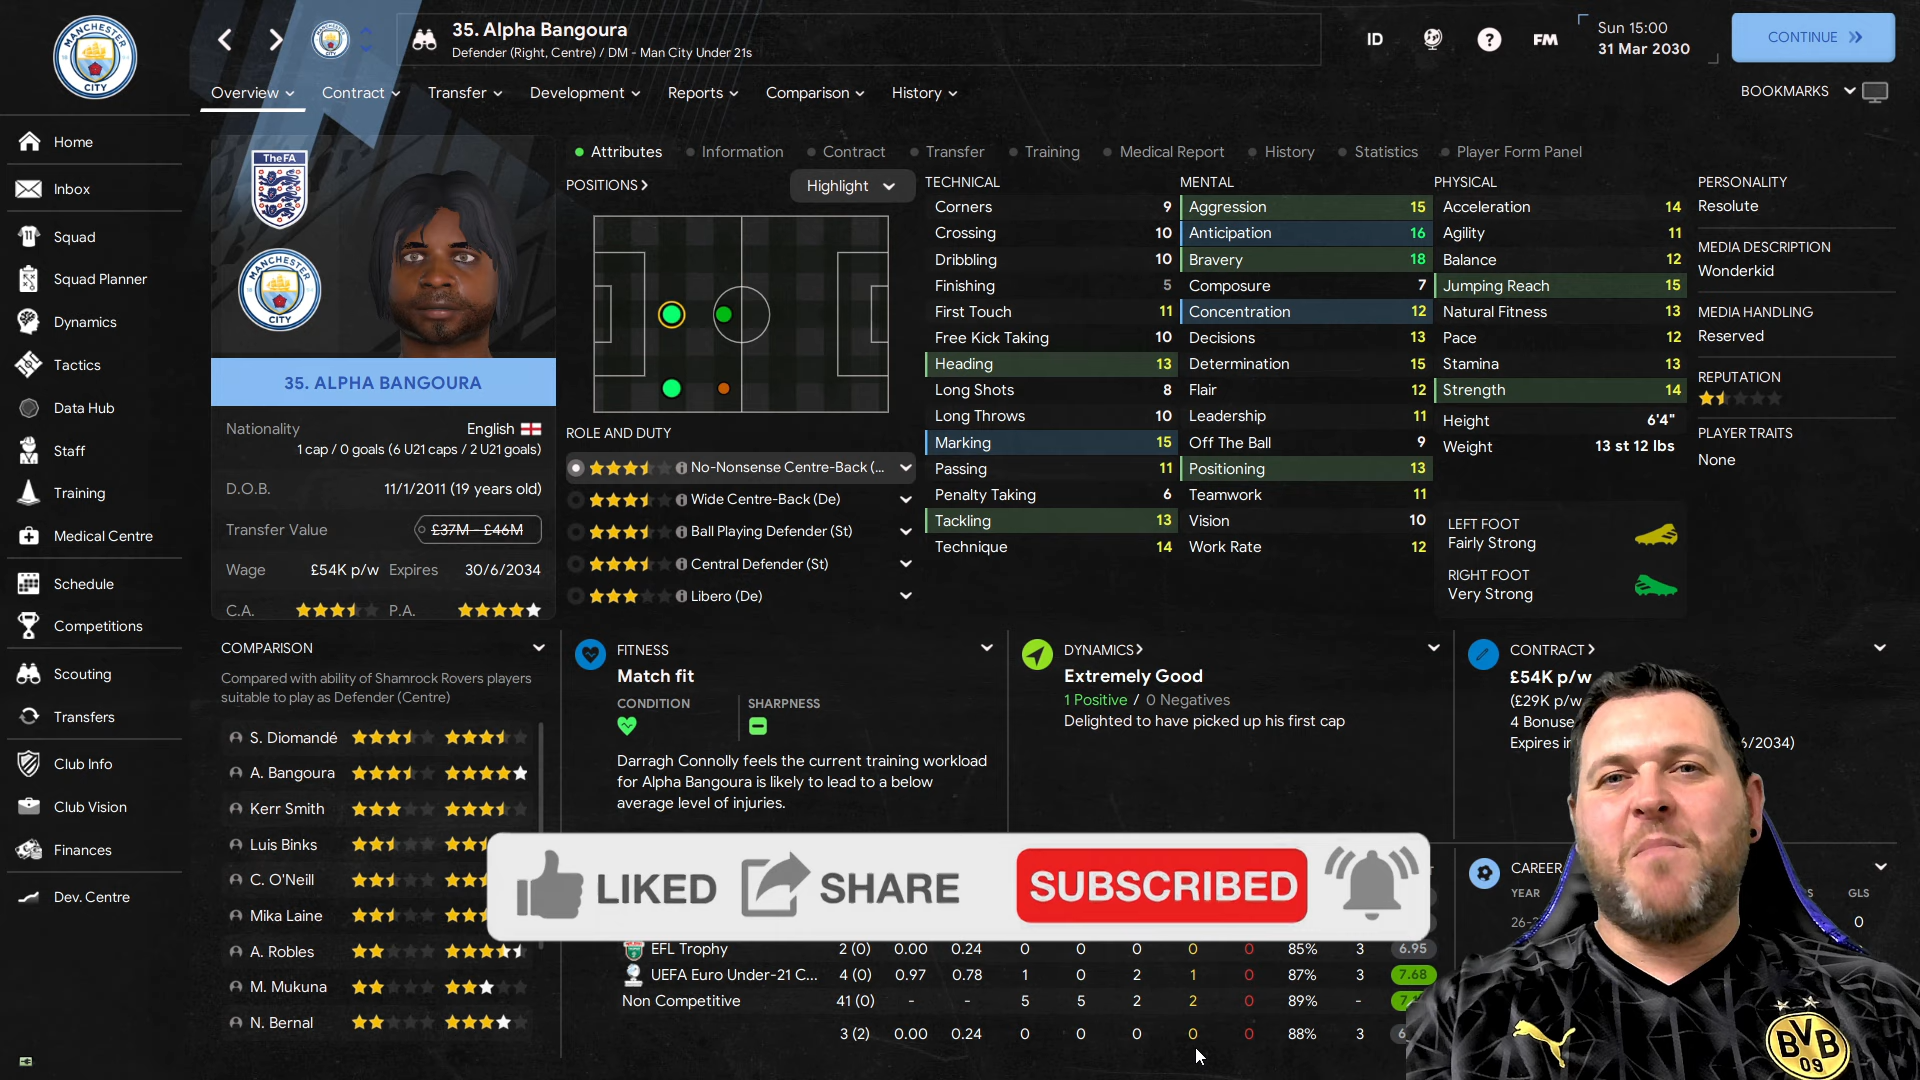 35. Alpha Bangoura
Defender (Right, Centre) / DM - Man City Under 21s
ID
FM
Sun 15:00
31 Mar 2030
CONTINUE
Overview
Contract
Transfer
Development
Reports
Comparison
History
BOOKMARKS
MANCHESTER
CITY
Home
Inbox
Squad
Squad Planner
Dynamics
Tactics
Data Hub
Staff
Training
Medical Centre
Schedule
Competitions
Scouting
Transfers
Club Info
Club Vision
Finances
Dev. Centre
The FA
MANCHESTER
CITY
35. ALPHA BANGOURA
Nationality English
1 cap / 0 goals (6 U21 caps / 2 U21 goals)
D.O.B. 11/1/2011 (19 years old)
Transfer Value £37M - £46M
Wage £54K p/w Expires 30/6/2034
C.A. P.A.
Attributes
Information
Contract
Transfer
Training
Medical Report
History
Statistics
Player Form Panel
POSITIONS
Highlight
ROLE AND DUTY
No-Nonsense Centre-Back (...
Wide Centre-Back (De)
Ball Playing Defender (St)
Central Defender (St)
Libero (De)
TECHNICAL
Corners 9
Crossing 10
Dribbling 10
Finishing 5
First Touch 11
Free Kick Taking 10
Heading 13
Long Shots 8
Long Throws 10
Marking 15
Passing 11
Penalty Taking 6
Tackling 13
Technique 14
MENTAL
Aggression 15
Anticipation 16
Bravery 18
Composure 7
Concentration 12
Decisions 13
Determination 15
Flair 12
Leadership 11
Off The Ball 9
Positioning 13
Teamwork 11
Vision 10
Work Rate 12
PHYSICAL
Acceleration 14
Agility 11
Balance 12
Jumping Reach 15
Natural Fitness 13
Pace 12
Stamina 13
Strength 14
Height 6'4"
Weight 13 st 12 lbs
LEFT FOOT
Fairly Strong
RIGHT FOOT
Very Strong
PERSONALITY
Resolute
MEDIA DESCRIPTION
Wonderkid
MEDIA HANDLING
Reserved
REPUTATION
PLAYER TRAITS
None
COMPARISON
Compared with ability of Shamrock Rovers players
suitable to play as Defender (Centre)
S. Diomandé
A. Bangoura
Kerr Smith
Luis Binks
C. O'Neill
Mika Laine
A. Robles
M. Mukuna
N. Bernal
FITNESS
Match fit
CONDITION
SHARPNESS
Darragh Connolly feels the current training workload
for Alpha Bangoura is likely to lead to a below
average level of injuries.
DYNAMICS
Extremely Good
1 Positive / 0 Negatives
Delighted to have picked up his first cap
CONTRACT
£54K p/w
(£29K p/w
4 Bonuse
Expires in
6/2034)
LIKED
SHARE
SUBSCRIBED
EFL Trophy 2 (0) 0.00 0.24 0 0 0 0 0 85% 3 6.95
UEFA Euro Under-21 C... 4 (0) 0.97 0.78 1 0 2 1 0 87% 3 7.68
Non Competitive 41 (0) - - 5 5 2 2 0 89% -
3 (2) 0.00 0.24 0 0 0 0 0 88% 3
CAREER
YEAR
GLS
26-
0
BVB
09